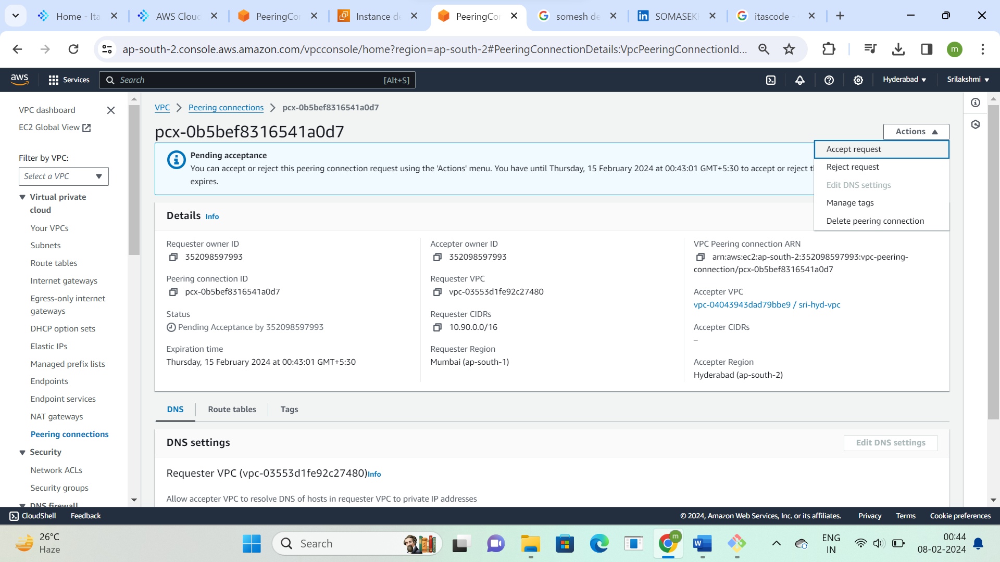 Home - Ita
AWS Clou
PeeringCo
Instance de
PeeringCo
somesh de
SOMASEK
itascode -
ap-south-2.console.aws.amazon.com/vpcconsole/home?region=ap-south-2#PeeringConnectionDetails:VpcPeeringConnectionId...
m
aws
Services
Search
[Alt+S]
Hyderabad
Srilakshmi
VPC dashboard
EC2 Global View
Filter by VPC:
Select a VPC
Virtual private
cloud
Your VPCs
Subnets
Route tables
Internet gateways
Egress-only internet
gateways
DHCP option sets
Elastic IPs
Managed prefix lists
Endpoints
Endpoint services
NAT gateways
Peering connections
Security
Network ACLs
Security groups
DNS firewall
VPC
Peering connections
pcx-0b5bef8316541a0d7
pcx-0b5bef8316541a0d7
Actions
Accept request
Reject request
Edit DNS settings
Manage tags
Delete peering connection
Pending acceptance
You can accept or reject this peering connection request using the 'Actions' menu. You have until Thursday, 15 February 2024 at 00:43:01 GMT+5:30 to accept or reject
expires.
Details Info
Requester owner ID
352098597993
Peering connection ID
pcx-0b5bef8316541a0d7
Status
Pending Acceptance by 352098597993
Expiration time
Thursday, 15 February 2024 at 00:43:01 GMT+5:30
Accepter owner ID
352098597993
Requester VPC
vpc-03553d1fe92c27480
Requester CIDRs
10.90.0.0/16
Requester Region
Mumbai (ap-south-1)
VPC Peering connection ARN
arn:aws:ec2:ap-south-2:352098597993:vpc-peering-
connection/pcx-0b5bef8316541a0d7
Accepter VPC
vpc-04043943dad79bbe9 / sri-hyd-vpc
Accepter CIDRs
–
Accepter Region
Hyderabad (ap-south-2)
DNS
Route tables
Tags
DNS settings
Edit DNS settings
Requester VPC (vpc-03553d1fe92c27480)Info
Allow accepter VPC to resolve DNS of hosts in requester VPC to private IP addresses
CloudShell
Feedback
© 2024, Amazon Web Services, Inc. or its affiliates.
Privacy
Terms
Cookie preferences
26°C
Haze
Search
m
ENG
IN
00:44
08-02-2024